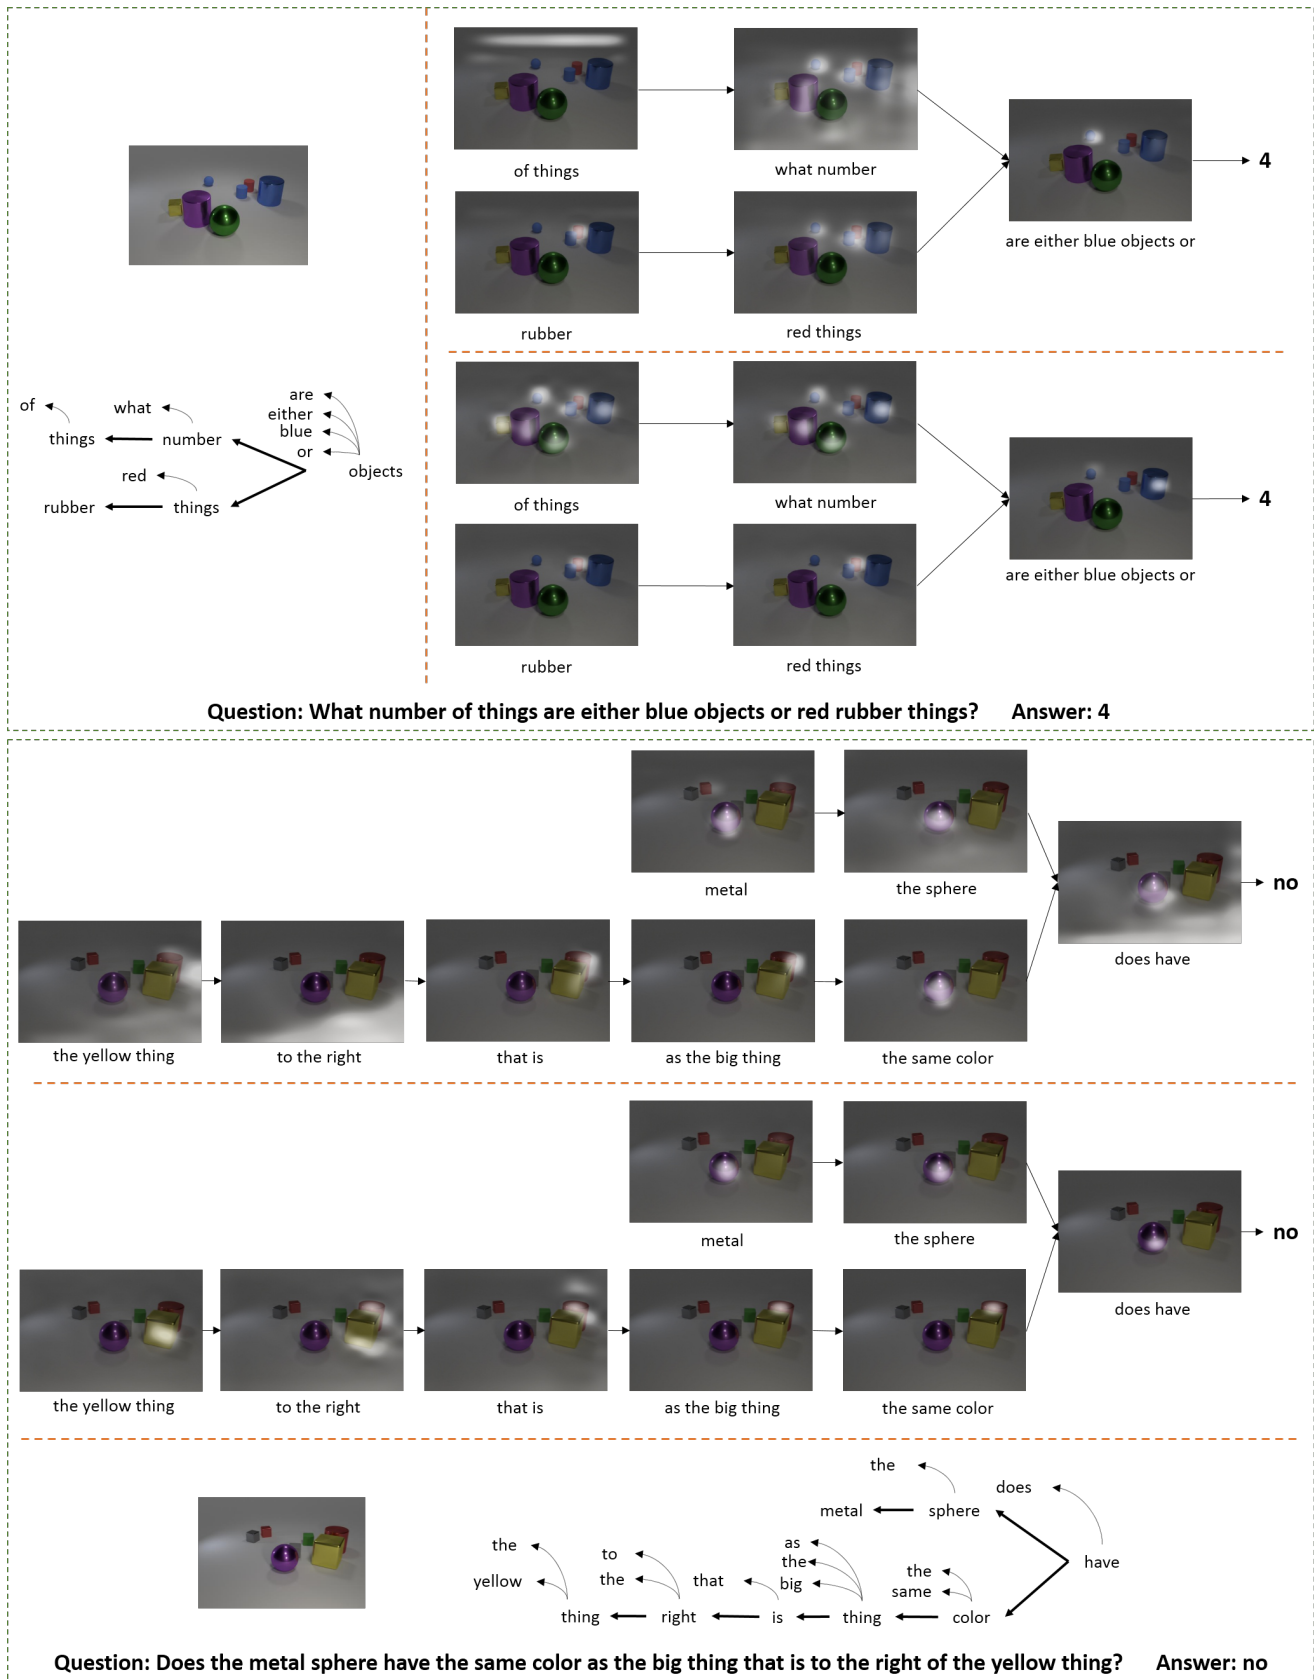 of things
what number
are either blue objects or
4
rubber
red things
of
what
are
either
blue
or
things
number
objects
red
rubber
things
of things
what number
are either blue objects or
4
rubber
red things
Question: What number of things are either blue objects or red rubber things? Answer: 4
metal
the sphere
does have
no
the yellow thing
to the right
that is
as the big thing
the same color
metal
the sphere
does have
no
the yellow thing
to the right
that is
as the big thing
the same color
the
does
metal
sphere
have
the
yellow
to
the
that
as
the
big
the
same
thing
right
is
thing
color
Question: Does the metal sphere have the same color as the big thing that is to the right of the yellow thing? Answer: no